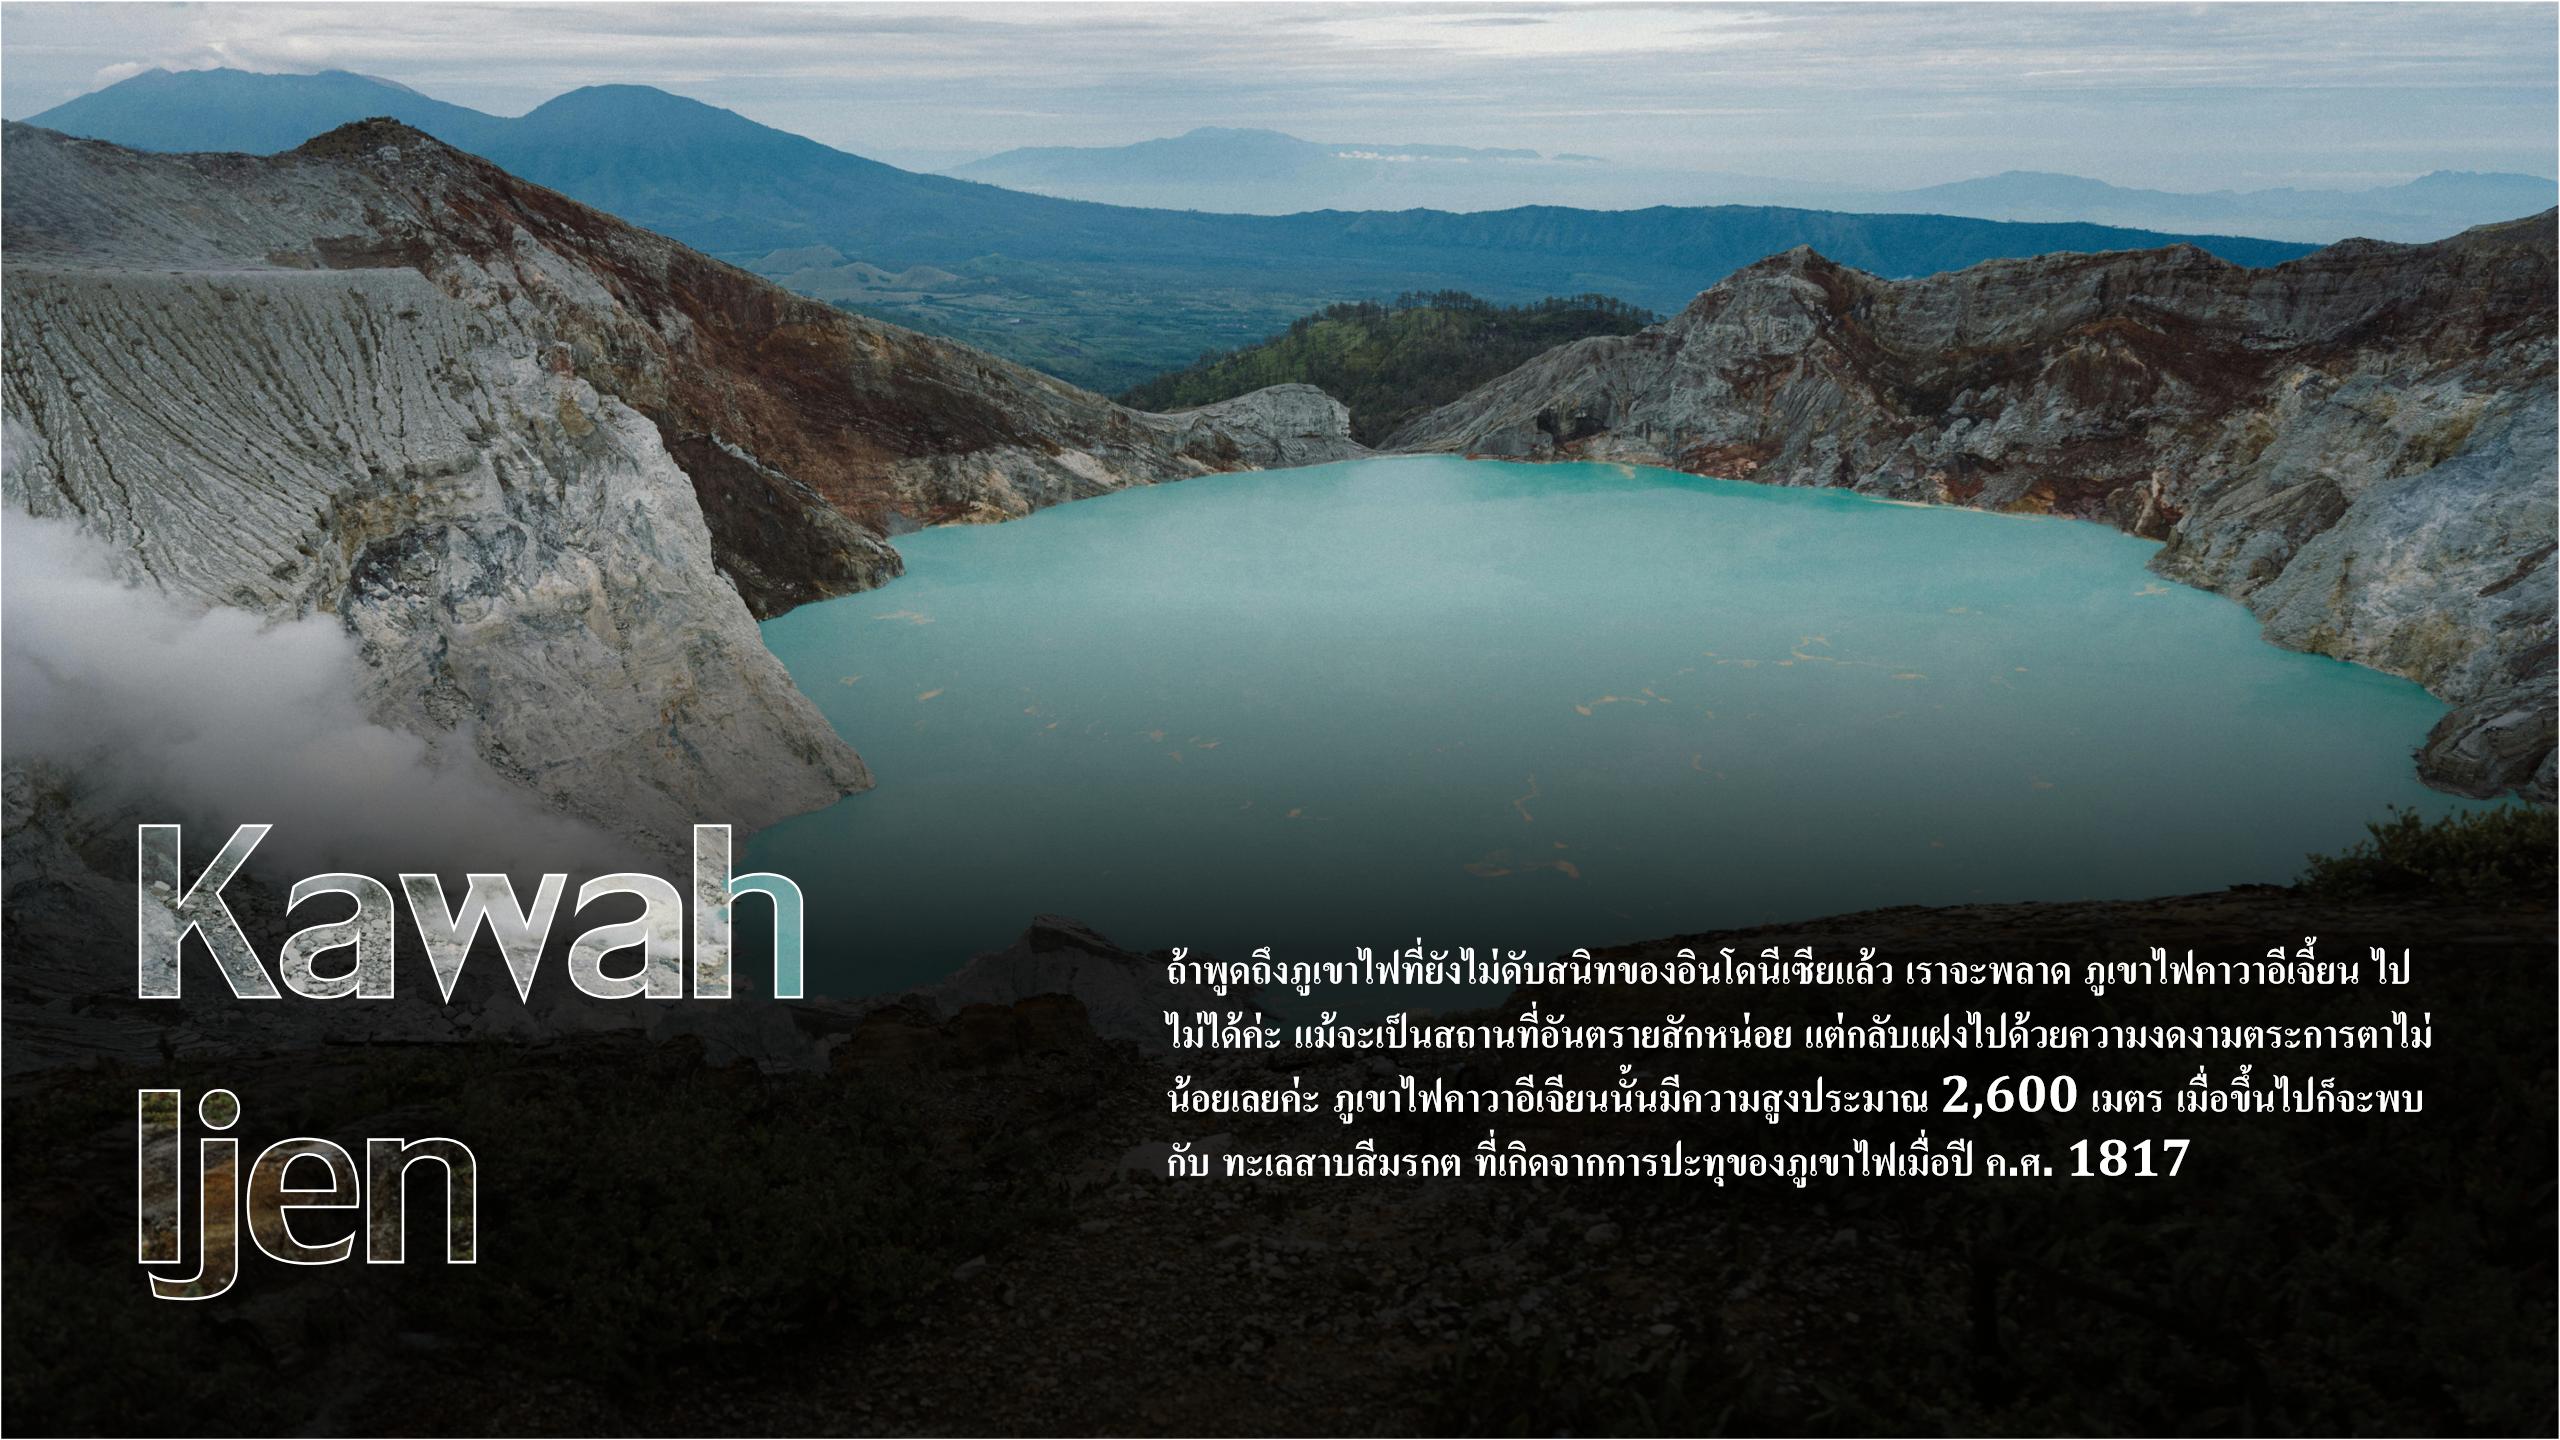 Kawah
Ijen
ถ้าพูดถึงภูเขาไฟที่ยังไม่ดับสนิทของอินโดนีเซียแล้ว เราจะพลาด ภูเขาไฟคาวาอีเจี้ยน ไป
ไม่ได้ค่ะ แม้จะเป็นสถานที่อันตรายสักหน่อย แต่กลับแฝงไปด้วยความงดงามตระการตาไม่
น้อยเลยค่ะ ภูเขาไฟคาวาอีเจียนนั้นมีความสูงประมาณ 2,600 เมตร เมื่อขึ้นไปก็จะพบ
กับ ทะเลสาบสีมรกต ที่เกิดจากการปะทุของภูเขาไฟเมื่อปี ค.ศ. 1817